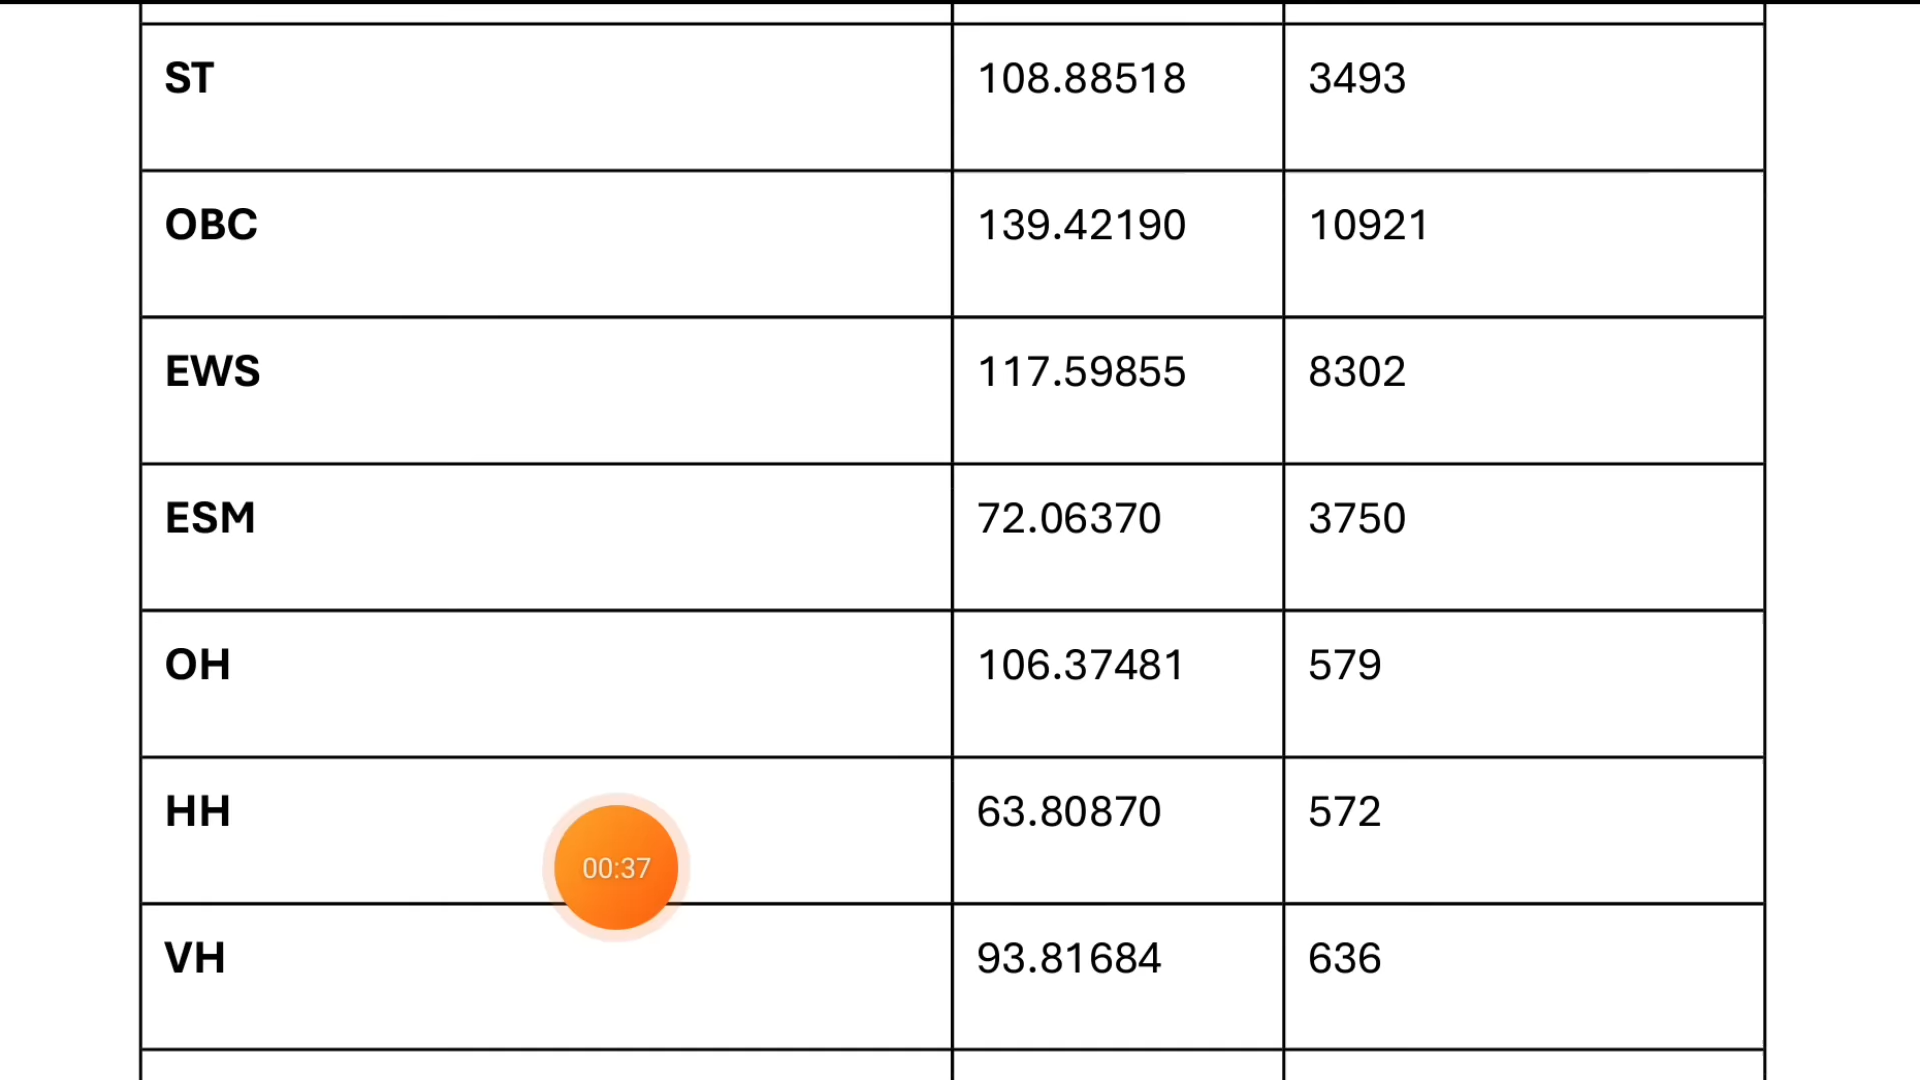 ST 108.88518 3493
OBC 139.42190 10921
EWS 117.59855 8302
ESM 72.06370 3750
OH 106.37481 579
HH 63.80870 572
00:37
VH 93.81684 636